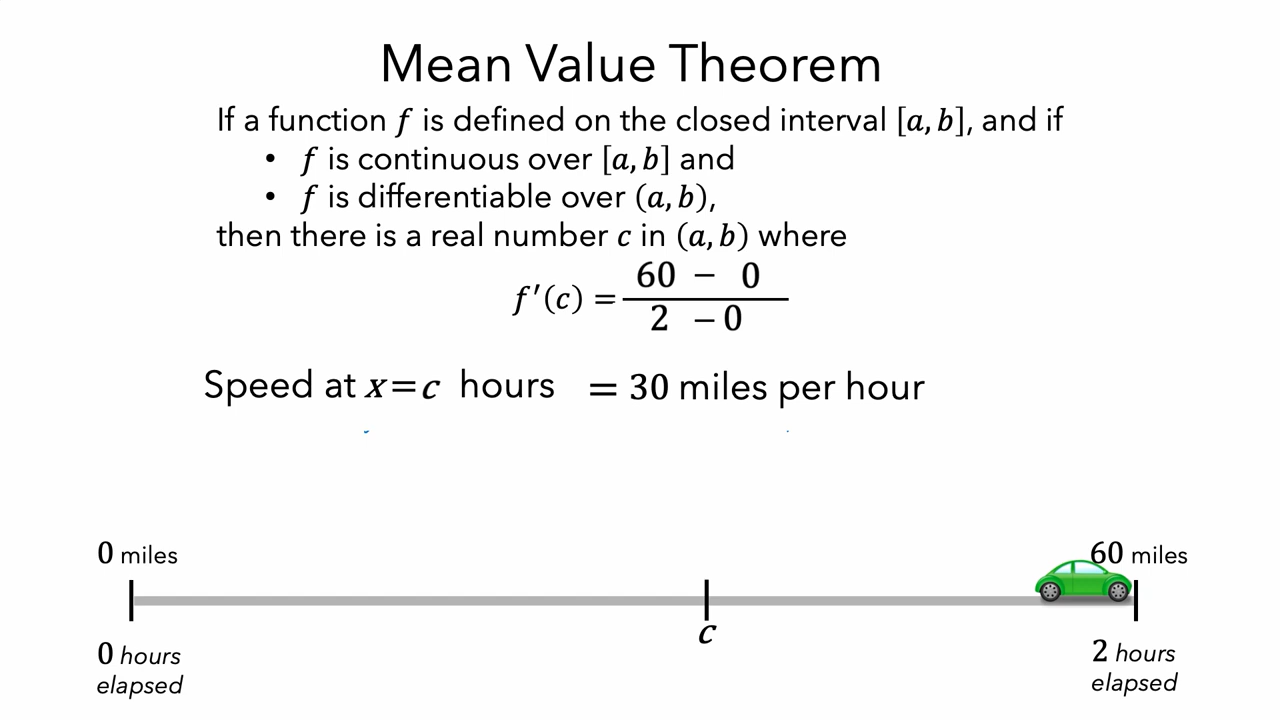 Mean Value Theorem
If a function f is defined on the closed interval [a, b], and if
• f is continuous over [a, b] and
• f is differentiable over (a, b),
then there is a real number c in (a, b) where
f′(c) = 60 − 0 / 2 − 0
Speed at x = c hours = 30 miles per hour
0 miles
60 miles
c
0 hours
elapsed
2 hours
elapsed